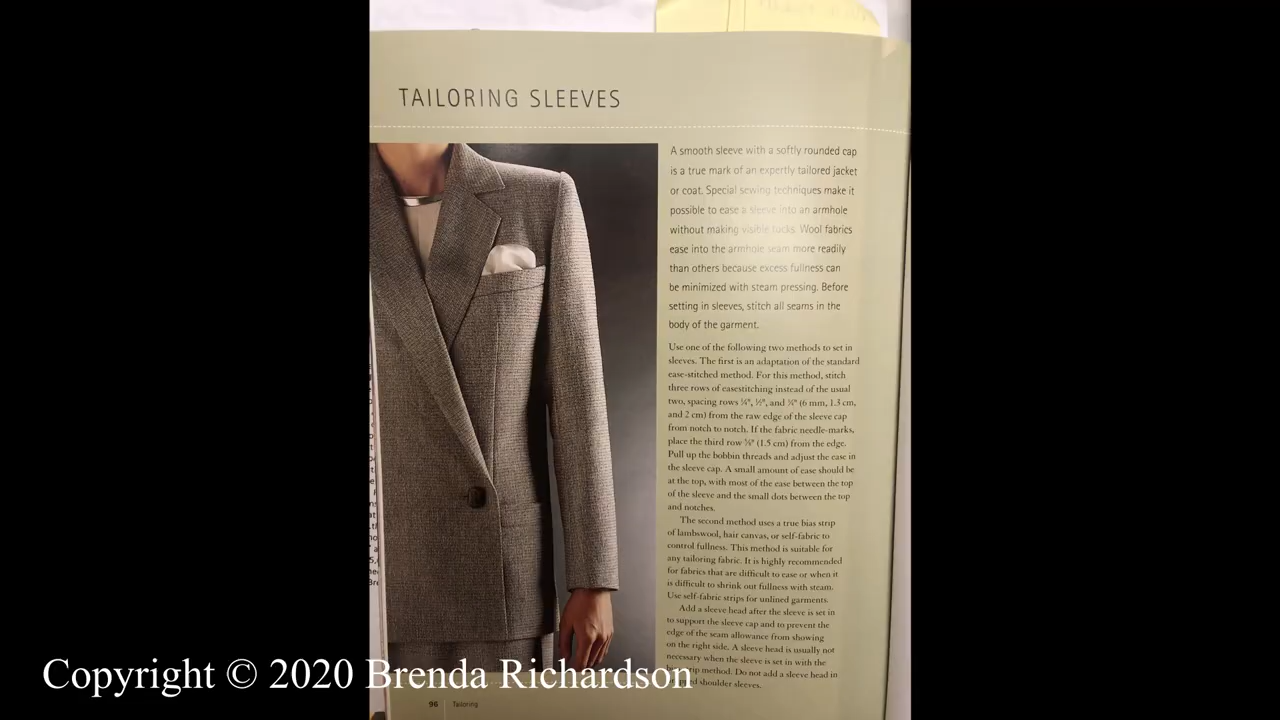 TAILORING SLEEVES
A smooth sleeve with a softly rounded cap
is a true mark of an expertly tailored jacket
or coat. Special sewing techniques make it
possible to ease a sleeve into an armhole
without making visible tucks. Wool fabrics
ease into the armhole seam more readily
than others because excess fullness can
be minimized with steam pressing. Before
setting in sleeves, stitch all seams in the
body of the garment.
Use one of the following two methods to set in
sleeves. The first is an adaptation of the standard
ease-stitched method. For this method, stitch
three rows of easestitching instead of the usual
two, spacing rows ¼", ½", and ¾" (6 mm, 1.3 cm,
and 2 cm) from the raw edge of the sleeve cap
from notch to notch. If the fabric needle-marks,
place the third row ⅝" (1.5 cm) from the edge.
Pull up the bobbin threads and adjust the ease in
the sleeve cap. A small amount of ease should be
at the top, with most of the ease between the top
of the sleeve and the small dots between the top
and notches.
The second method uses a true bias strip
of lambswool, hair canvas, or self-fabric to
control fullness. This method is suitable for
any tailoring fabric. It is highly recommended
for fabrics that are difficult to ease or when it
is difficult to shrink out fullness with steam.
Use self-fabric strips for unlined garments.
Add a sleeve head after the sleeve is set in
to support the sleeve cap and to prevent the
edge of the seam allowance from showing
on the right side. A sleeve head is usually not
necessary when the sleeve is set in with the
method. Do not add a sleeve head in
shoulder sleeves.
96 Tailoring
Copyright © 2020 Brenda Richardson